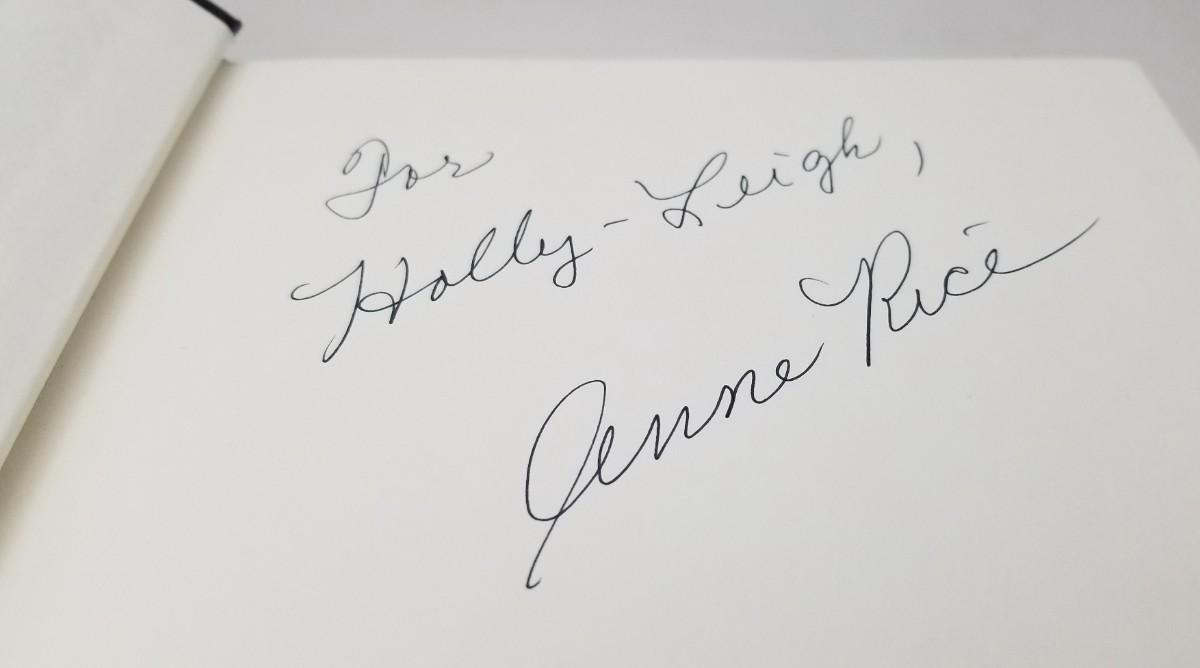 For
Holly-Leigh,
Anne Rice